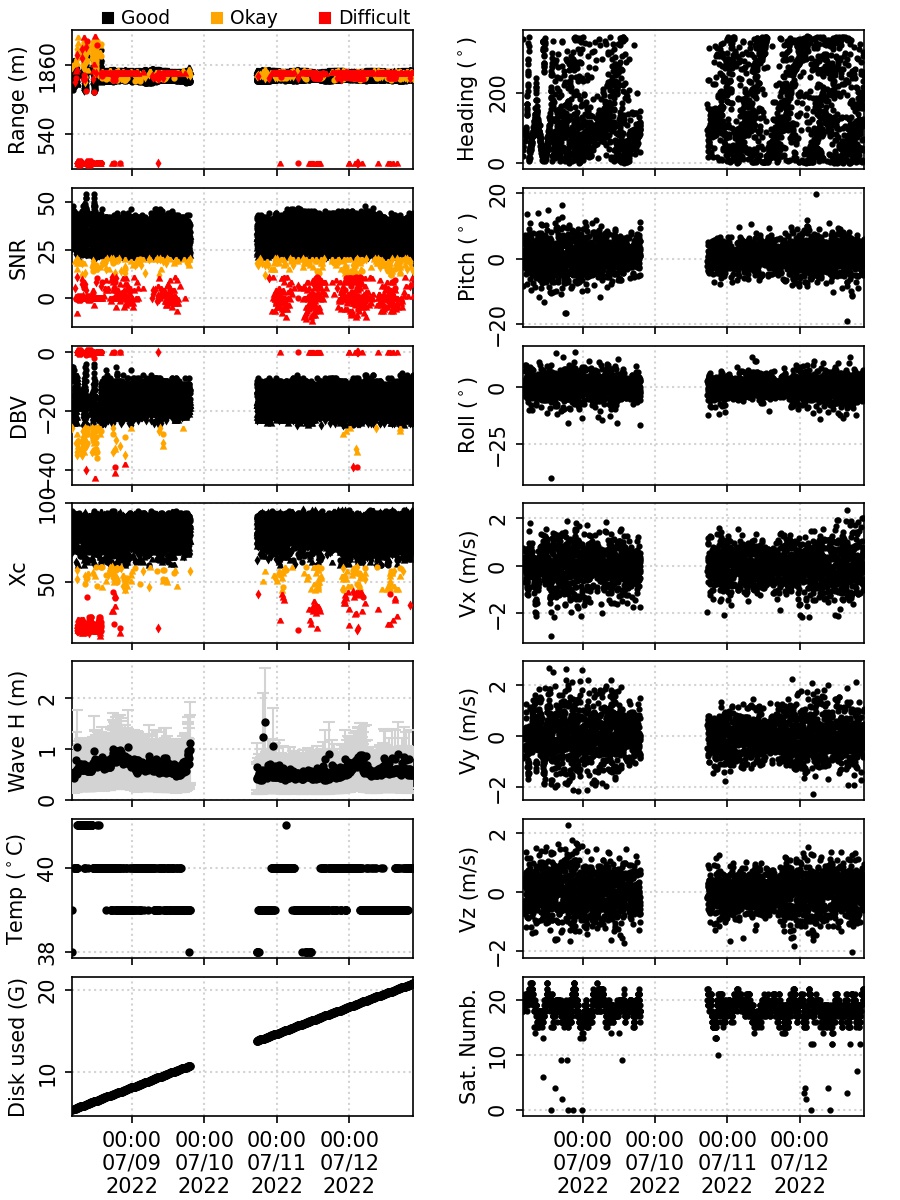 Good Okay Difficult
Range (m)
1860
540
Heading (°)
200
0
SNR
50
25
0
Pitch (°)
20
0
−20
DBV
0
−20
−40
Roll (°)
0
−25
Xc
100
50
Vx (m/s)
2
0
−2
Wave H (m)
2
1
0
Vy (m/s)
2
0
−2
Temp (°C)
40
38
Vz (m/s)
2
0
−2
Disk used (G)
20
10
Sat. Numb.
20
10
0
00:00 00:00 00:00 00:00
07/09 07/10 07/11 07/12
2022 2022 2022 2022
00:00 00:00 00:00 00:00
07/09 07/10 07/11 07/12
2022 2022 2022 2022